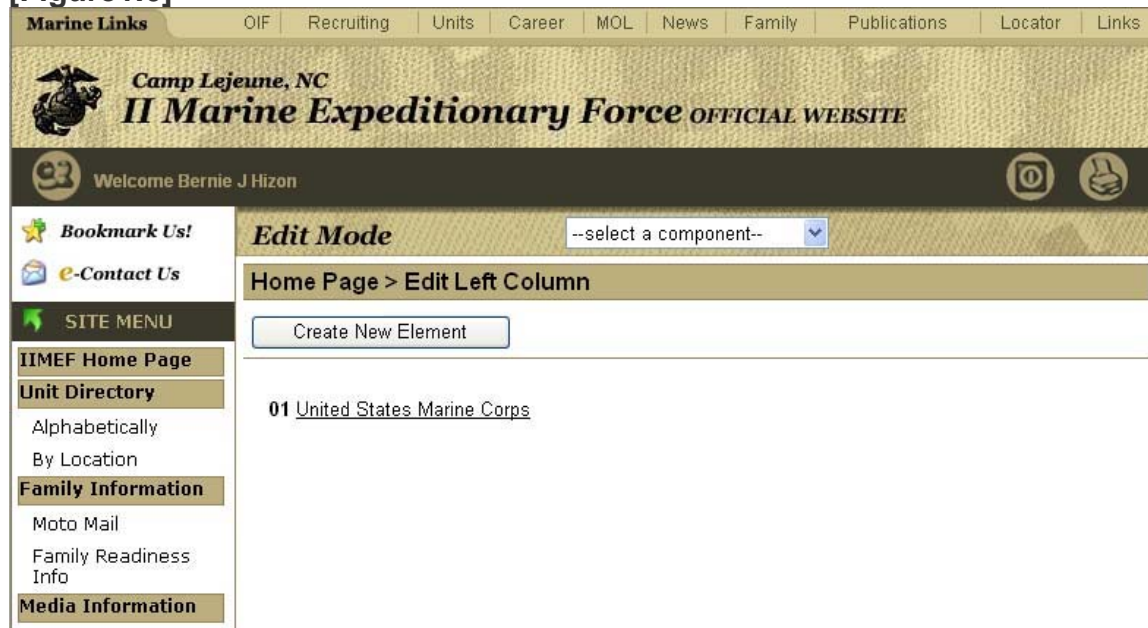 Marine Links OIF Recruiting Units Career MOL News Family Publications Locator Links
Camp Lejeune, NC
II Marine Expeditionary Force OFFICIAL WEBSITE
Welcome Bernie J Hizon
Bookmark Us!
e-Contact Us
SITE MENU
IIMEF Home Page
Unit Directory
Alphabetically
By Location
Family Information
Moto Mail
Family Readiness
Info
Media Information
Edit Mode --select a component--
Home Page > Edit Left Column
Create New Element
01 United States Marine Corps